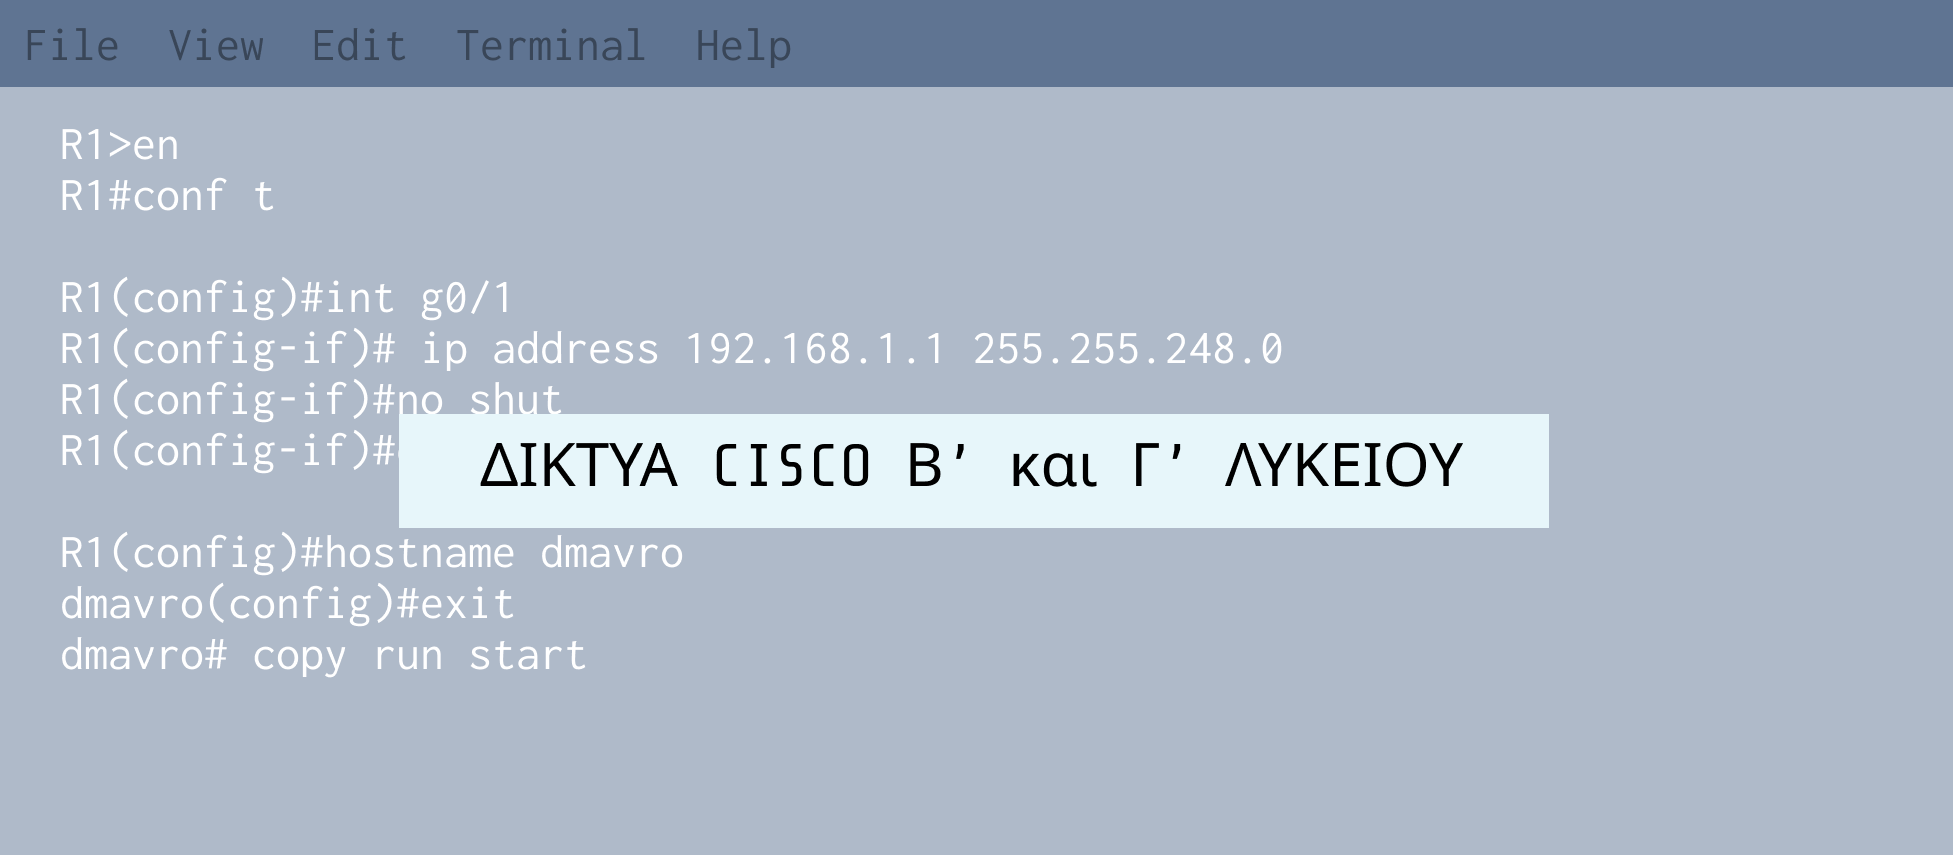 File View Edit Terminal Help
R1>en
R1#conf t
R1(config)#int g0/1
R1(config-if)# ip address 192.168.1.1 255.255.248.0
R1(config-if)#no shut
R1(config-if)#
ΔΙΚΤΥΑ CISCO Β’ και Γ’ ΛΥΚΕΙΟΥ
R1(config)#hostname dmavro
dmavro(config)#exit
dmavro# copy run start